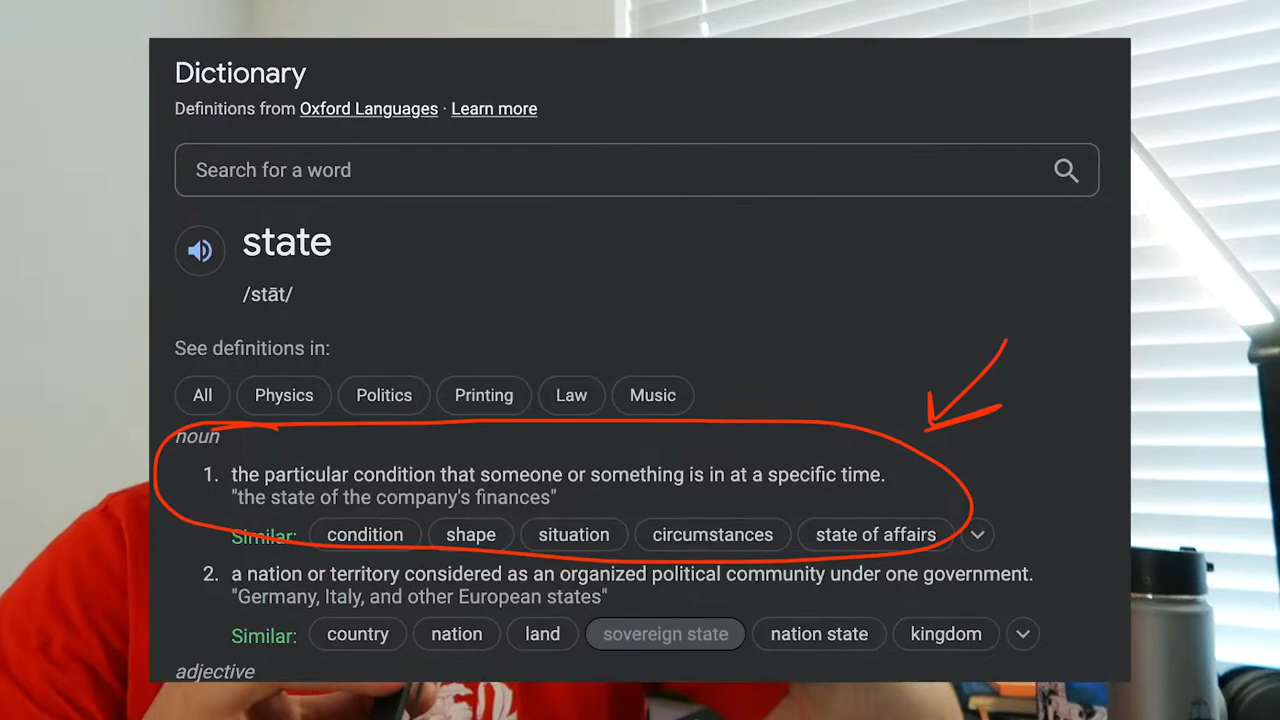 Dictionary
Definitions from Oxford Languages · Learn more
Search for a word
state
/stāt/
See definitions in:
All Physics Politics Printing Law Music
noun
1. the particular condition that someone or something is in at a specific time.
"the state of the company's finances"
Similar: condition shape situation circumstances state of affairs
2. a nation or territory considered as an organized political community under one government.
"Germany, Italy, and other European states"
Similar: country nation land sovereign state nation state kingdom
adjective